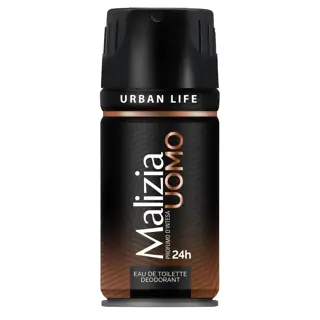 URBAN LIFE
Malizia
UOMO
PROFUMO D'INTESA
24h
EAU DE TOILETTE
DEODORANT